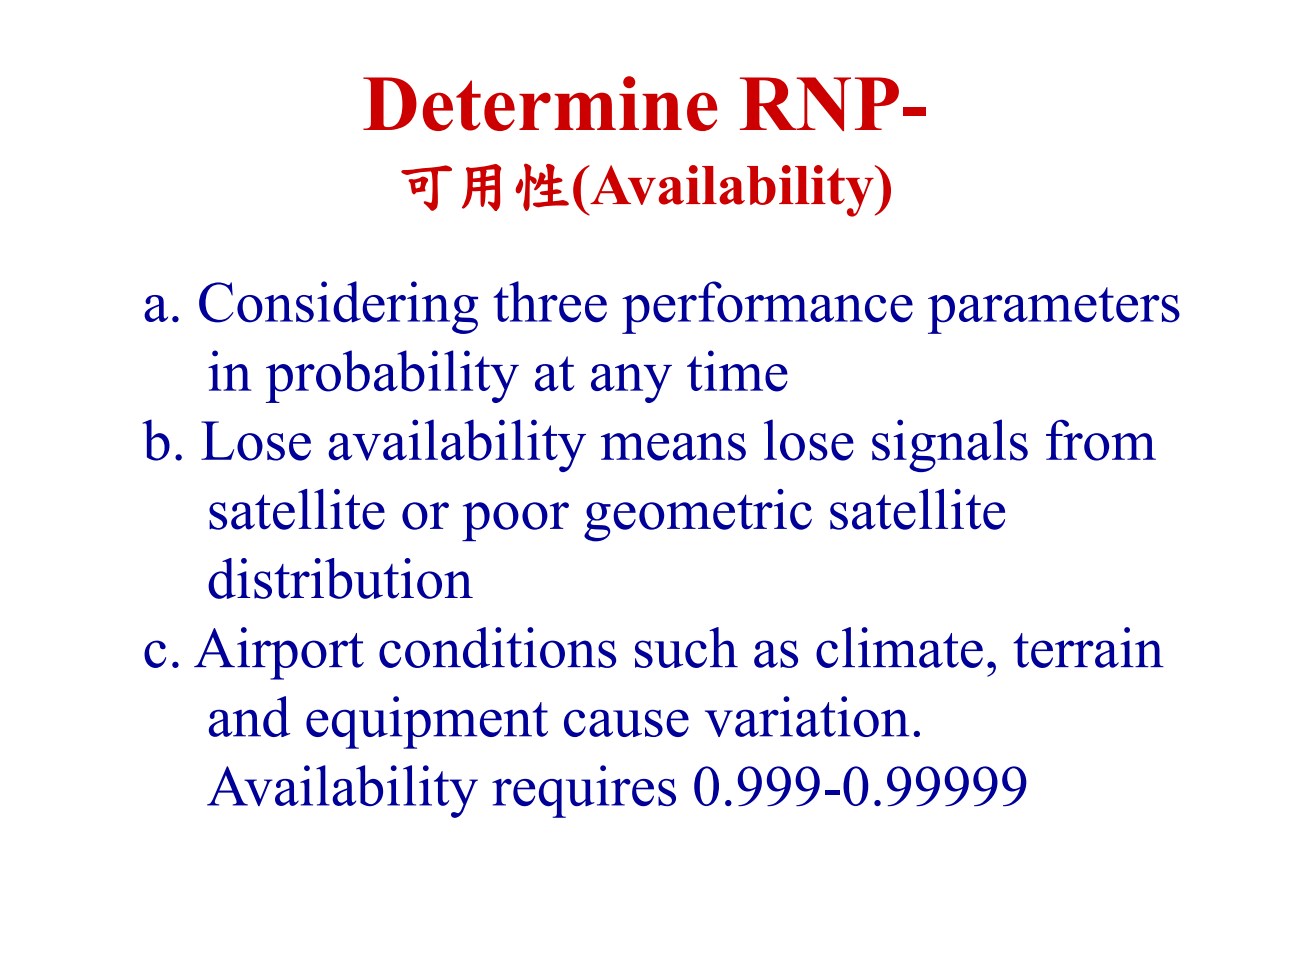 Determine RNP-
可用性(Availability)
a. Considering three performance parameters
in probability at any time
b. Lose availability means lose signals from
satellite or poor geometric satellite
distribution
c. Airport conditions such as climate, terrain
and equipment cause variation.
Availability requires 0.999-0.99999